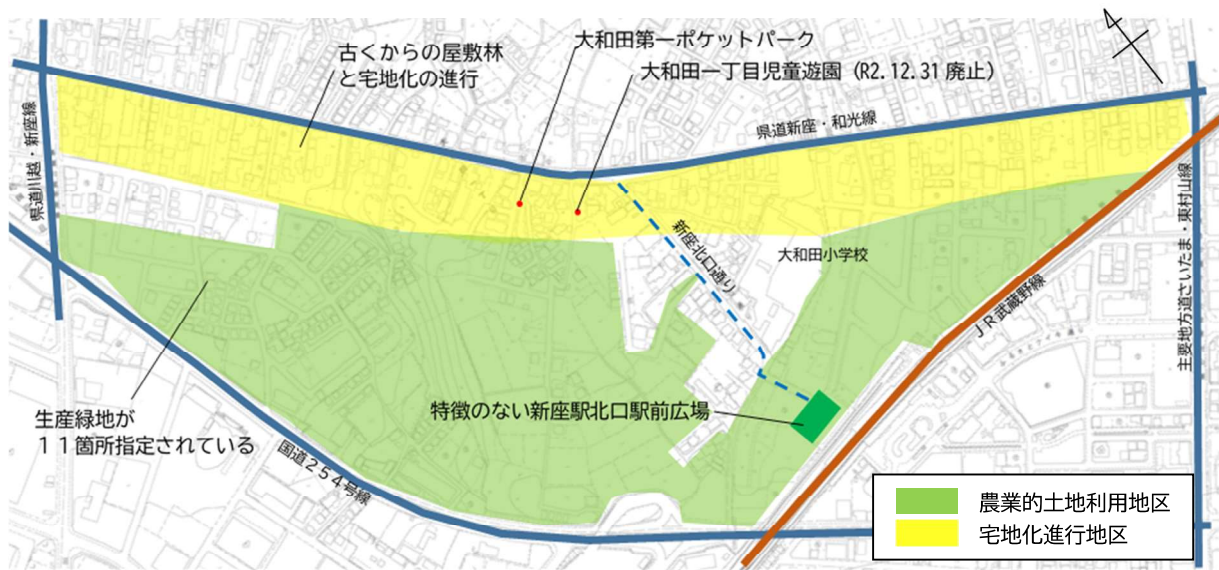 大和田第一ポケットパーク
古くからの屋敷林
と宅地化の進行
大和田一丁目児童遊園（R2.12.31 廃止）
県道新座・和光線
県道川越・新座線
新座北口通り
大和田小学校
主要地方道さいたま・東村山線
ＪＲ武蔵野線
特徴のない新座駅北口駅前広場
生産緑地が
１１箇所指定されている
国道２５４号線
農業的土地利用地区
宅地化進行地区